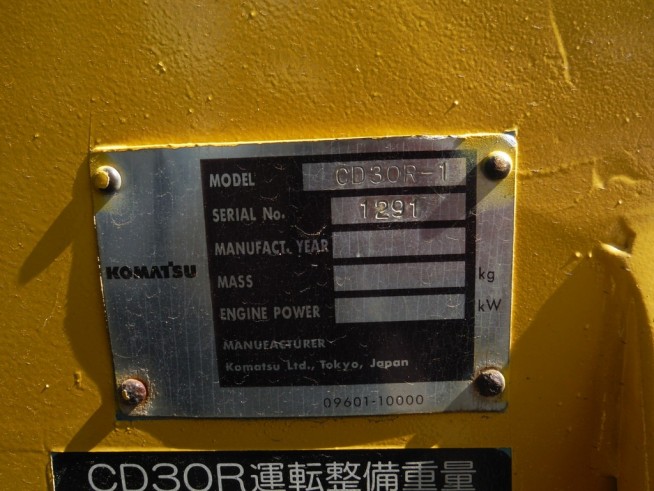 MODEL CD30R-1
SERIAL No. 1291
MANUFACT. YEAR
KOMATSU
MASS kg
ENGINE POWER kW
MANUFACTURER
Komatsu Ltd., Tokyo, Japan
09601-10000
CD30R運転整備重量